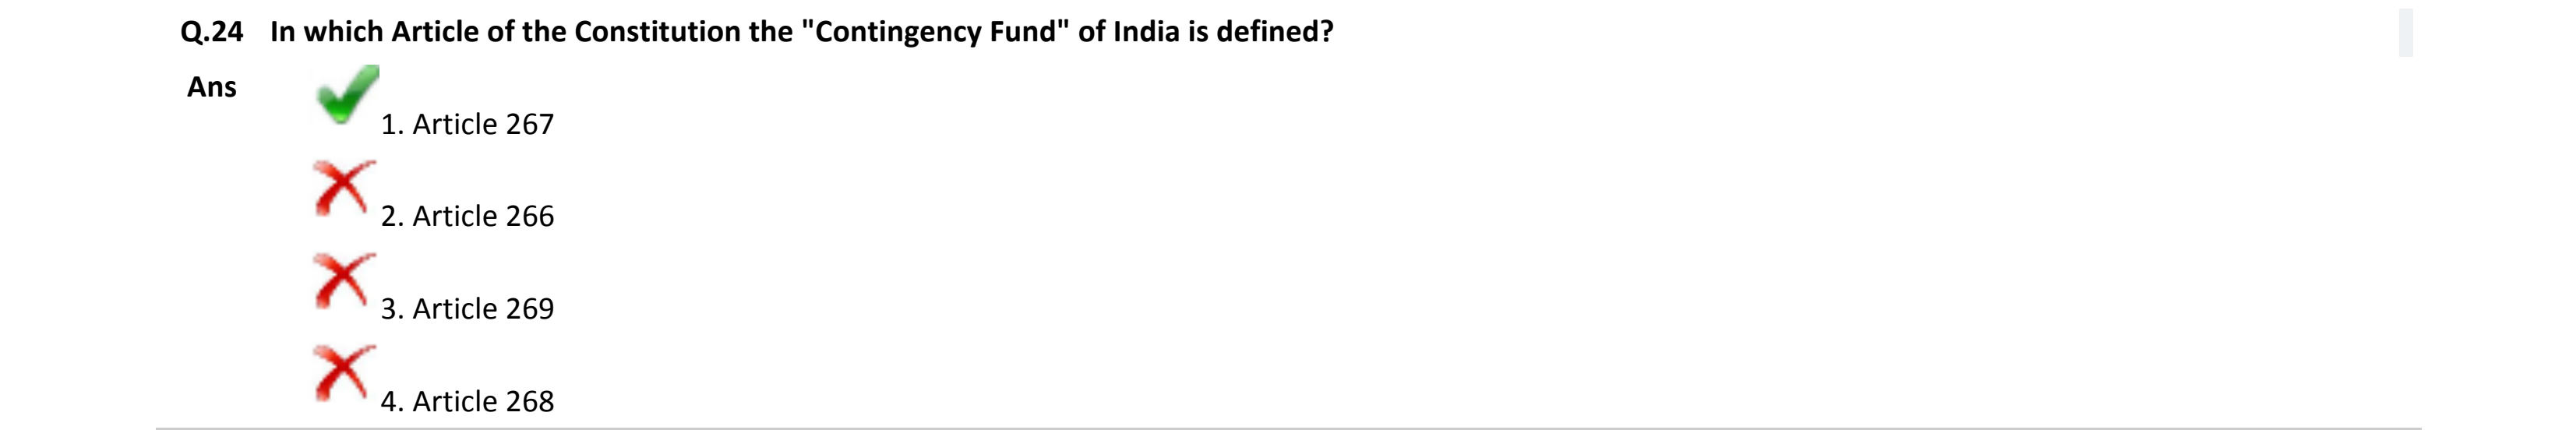 Q.24 In which Article of the Constitution the "Contingency Fund" of India is defined?
Ans
1. Article 267
2. Article 266
3. Article 269
4. Article 268